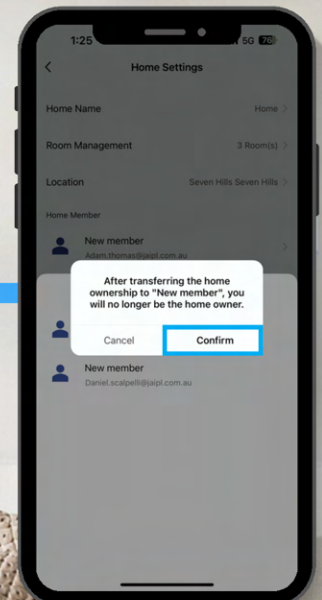 1:25 5G 70
Home Settings
Home Name Home
Room Management 3 Room(s)
Location Seven Hills Seven Hills
Home Member
New member
Adam.thomas@jaipl.com.au
After transferring the home
ownership to "New member", you
will no longer be the home owner.
Cancel Confirm
New member
Daniel.scalpelli@jaipl.com.au